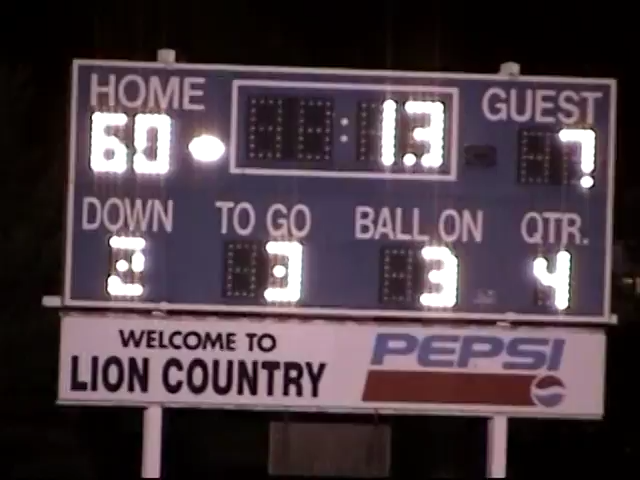 HOME GUEST
60 :13 7
DOWN TO GO BALL ON QTR.
2 3 3 4
WELCOME TO PEPSI
LION COUNTRY